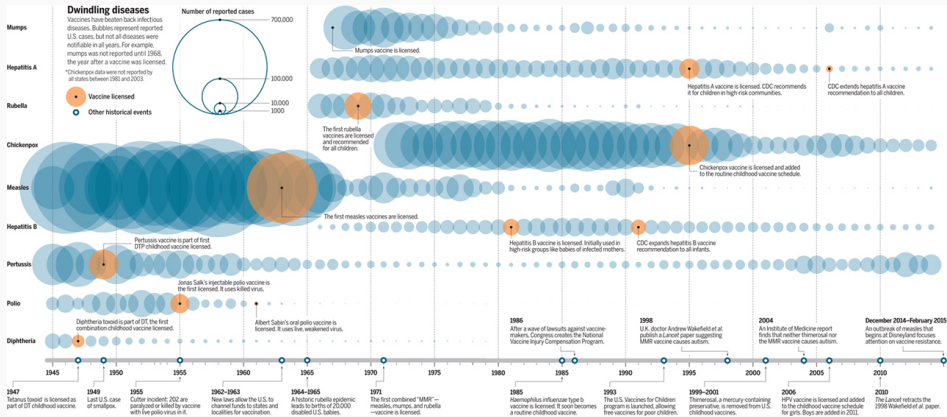 Dwindling diseases
Vaccines have beaten back infectious
diseases. Bubbles represent reported
U.S. cases, but not all diseases were
notifiable in all years. For example,
mumps was not reported until 1968,
the year after a vaccine was licensed.
*Chickenpox data were not reported by
all states between 1981 and 2003.
Vaccine licensed
Other historical events
Number of reported cases
700,000
100,000
10,000
1000
Mumps
Mumps vaccine is licensed.
Hepatitis A
Hepatitis A vaccine is licensed. CDC recommends
it for children in high-risk communities.
CDC extends hepatitis A vaccine
recommendation to all children.
Rubella
The first rubella
vaccines are licensed
and recommended
for all children.
Chickenpox
Chickenpox vaccine is licensed and added
to the routine childhood vaccine schedule.
Measles
The first measles vaccines are licensed.
Hepatitis B
Hepatitis B vaccine is licensed. Initially used in
high-risk groups like babies of infected mothers.
CDC expands hepatitis B vaccine
recommendation to all infants.
Pertussis
Pertussis vaccine is part of first
DTP childhood vaccine licensed.
Polio
Jonas Salk's injectable polio vaccine is
the first licensed. It uses killed virus.
Albert Sabin's oral polio vaccine is
licensed. It uses live, weakened virus.
Diphtheria
Diphtheria toxoid is part of DT, the first
combination childhood vaccine licensed.
1986
After a wave of lawsuits against vaccine-
makers, Congress creates the National
Vaccine Injury Compensation Program.
1998
U.K. doctor Andrew Wakefield et al.
publish a Lancet paper suggesting
MMR vaccine causes autism.
2004
An Institute of Medicine report
finds that neither thimerosal nor
the MMR vaccine causes autism.
December 2014–February 2015
An outbreak of measles that
begins at Disneyland focuses
attention on vaccine resistance.
1945
1950
1955
1960
1965
1970
1975
1980
1985
1990
1995
2000
2005
2010
1947
Tetanus toxoid is licensed as
part of DT childhood vaccine.
1949
Last U.S. case
of smallpox.
1955
Cutter incident: 202 are
paralyzed or killed by vaccine
with live polio virus in it.
1962–1963
New laws allow the U.S. to
channel funds to states and
localities for vaccination.
1964–1965
A historic rubella epidemic
leads to births of 20,000
disabled U.S. babies.
1971
The first combined "MMR"—
measles, mumps, and rubella
—vaccine is licensed.
1985
Haemophilus influenzae type b
vaccine is licensed. It soon becomes
a routine childhood vaccine.
1993
The U.S. Vaccines for Children
program is launched, allowing
free vaccines for poor children.
1999–2001
Thimerosal, a mercury-containing
preservative, is removed from U.S.
childhood vaccines.
2006
HPV vaccine is licensed and added
to the childhood vaccine schedule
for girls. Boys are added in 2011.
2010
The Lancet retracts the
1998 Wakefield et al. paper.